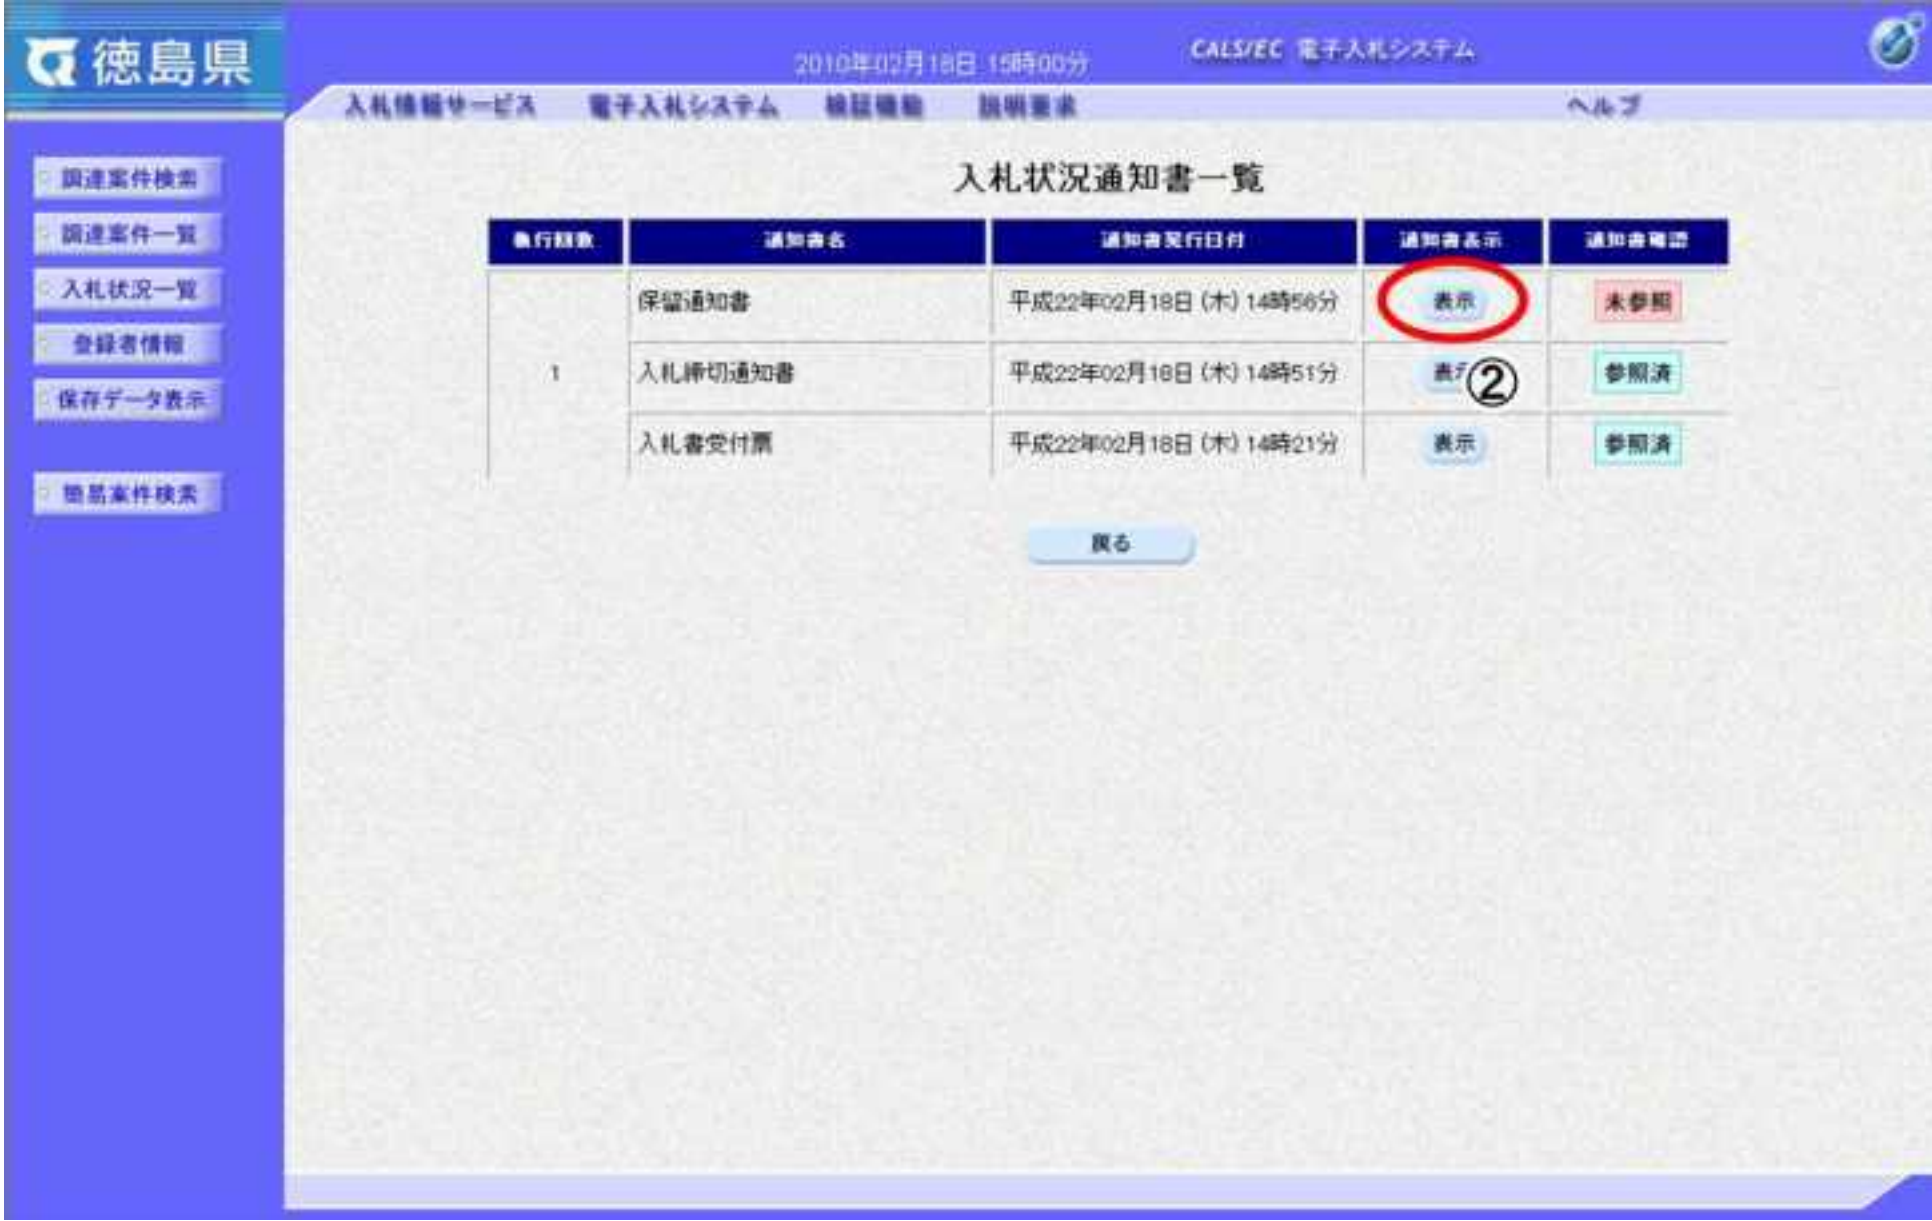 徳島県
2010年02月18日 15時00分
CALS/EC 電子入札システム
入札情報サービス 電子入札システム 検証機能 説明要求 ヘルプ
調達案件検索
調達案件一覧
入札状況一覧
登録者情報
保存データ表示
簡易案件検索
入札状況通知書一覧
執行回数 通知書名 通知書発行日付 通知書表示 通知書確認
保留通知書 平成22年02月18日 (木) 14時56分 表示 未参照
1 入札締切通知書 平成22年02月18日 (木) 14時51分 表示 ② 参照済
入札書受付票 平成22年02月18日 (木) 14時21分 表示 参照済
戻る